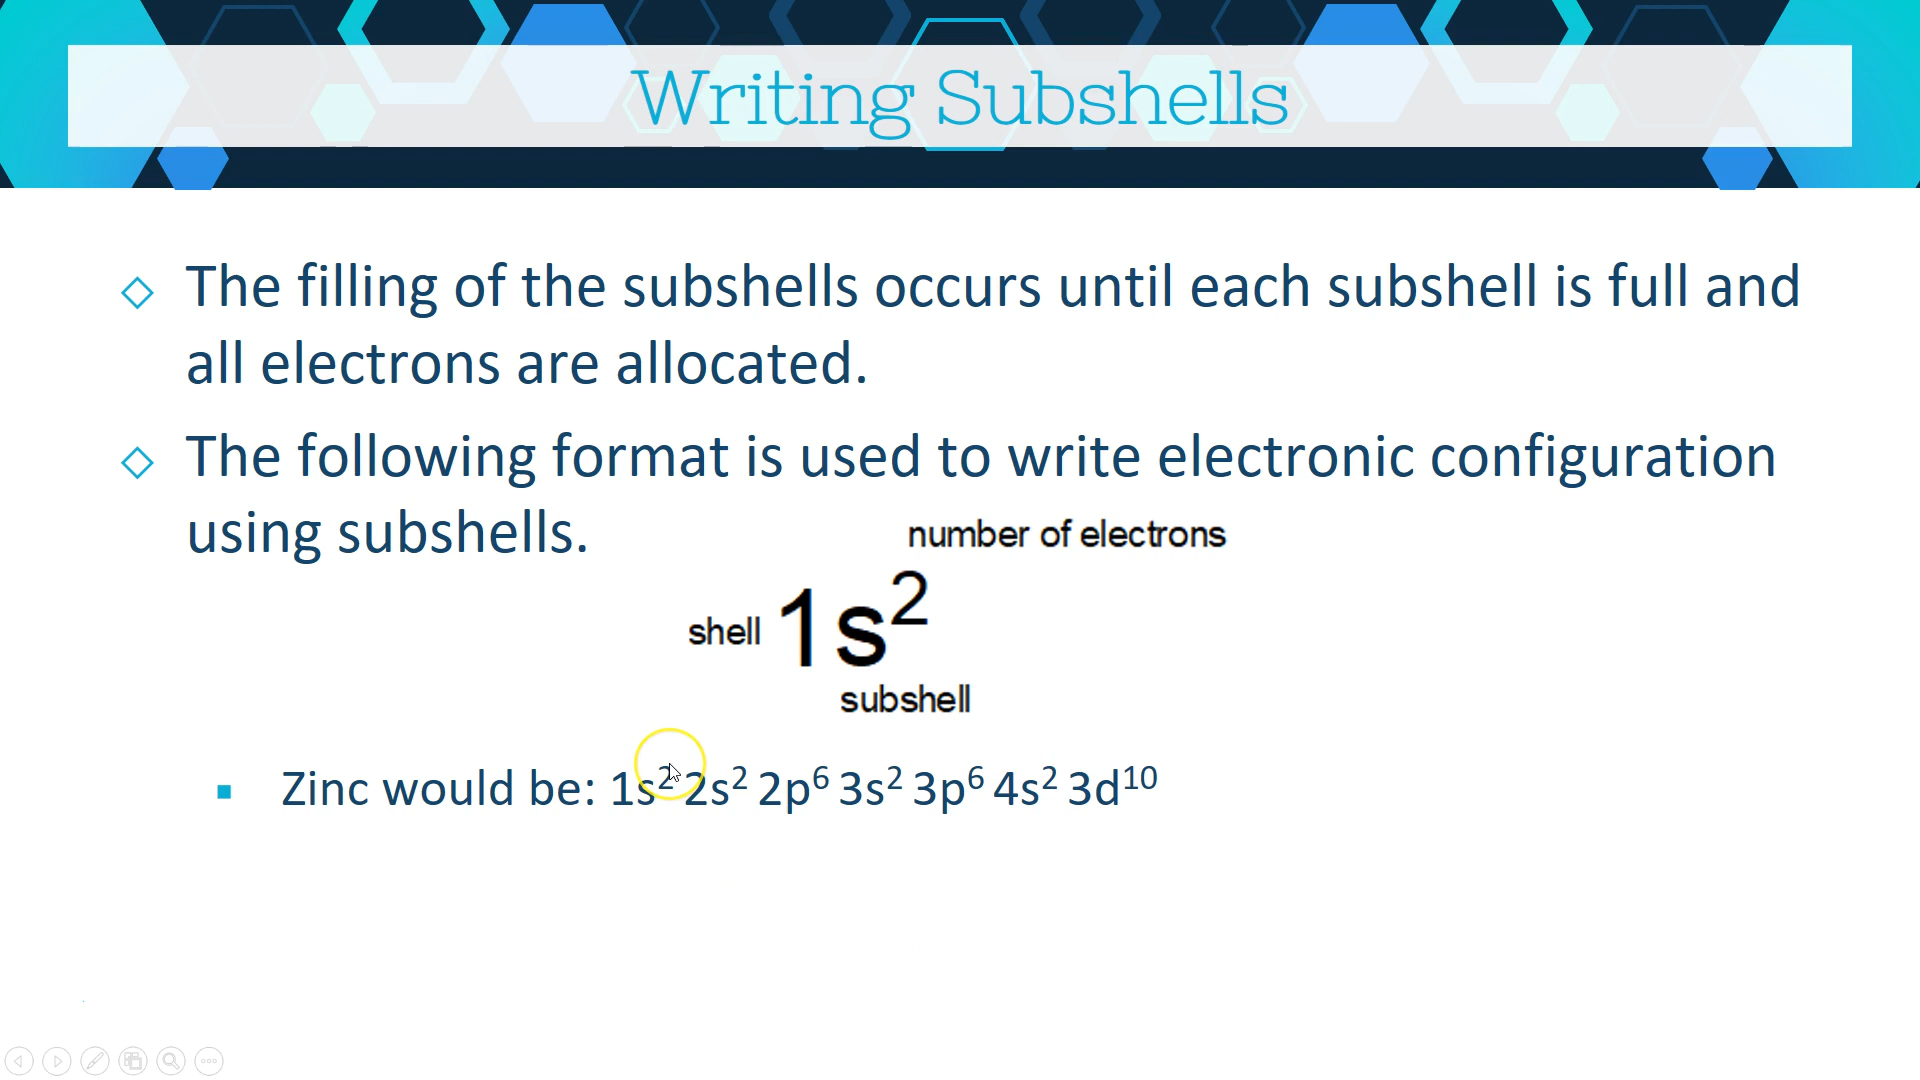 Writing Subshells
The filling of the subshells occurs until each subshell is full and
all electrons are allocated.
The following format is used to write electronic configuration
using subshells.
number of electrons
shell 1s²
subshell
Zinc would be: 1s² 2s² 2p⁶ 3s² 3p⁶ 4s² 3d¹⁰